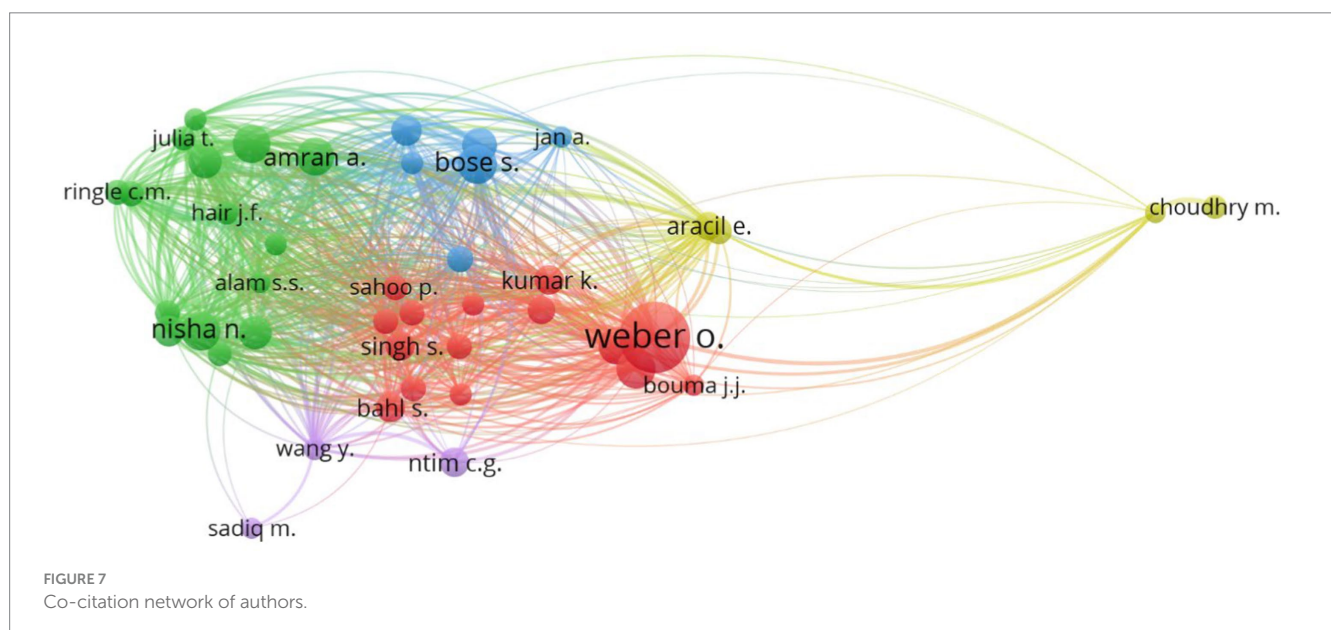 julia t.
amran a.
bose s.
jan a.
ringle c.m.
hair j.f.
aracil e.
choudhry m.
alam s.s.
sahoo p.
kumar k.
nisha n.
singh s.
weber o.
bouma j.j.
bahl s.
wang y.
ntim c.g.
sadiq m.
FIGURE 7
Co-citation network of authors.